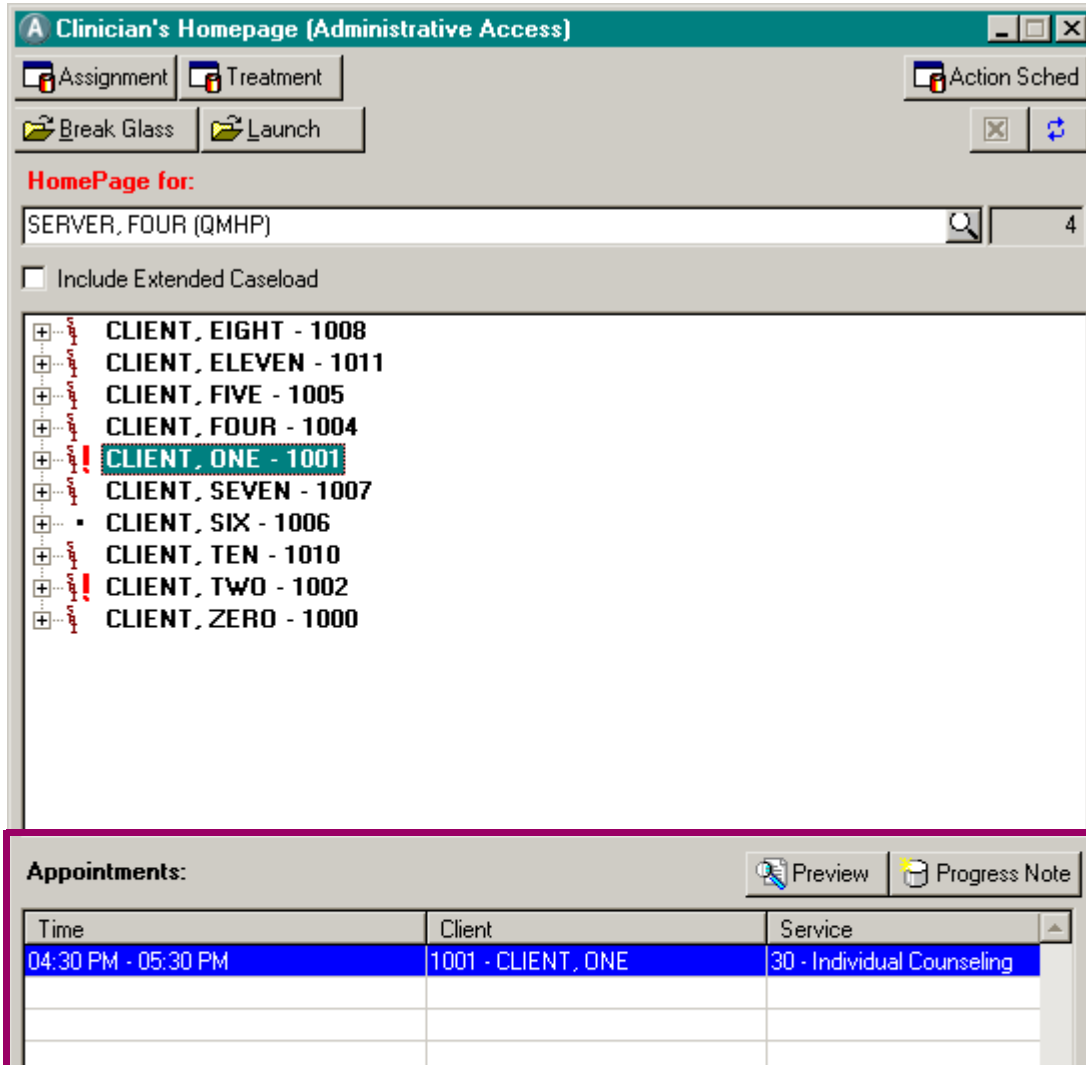 A Clinician's Homepage (Administrative Access)
Assignment Treatment Action Sched
Break Glass Launch
HomePage for:
SERVER, FOUR (QMHP) 4
Include Extended Caseload
CLIENT, EIGHT - 1008
CLIENT, ELEVEN - 1011
CLIENT, FIVE - 1005
CLIENT, FOUR - 1004
! CLIENT, ONE - 1001
CLIENT, SEVEN - 1007
CLIENT, SIX - 1006
CLIENT, TEN - 1010
! CLIENT, TWO - 1002
CLIENT, ZERO - 1000
Appointments: Preview Progress Note
Time Client Service
04:30 PM - 05:30 PM 1001 - CLIENT, ONE 30 - Individual Counseling